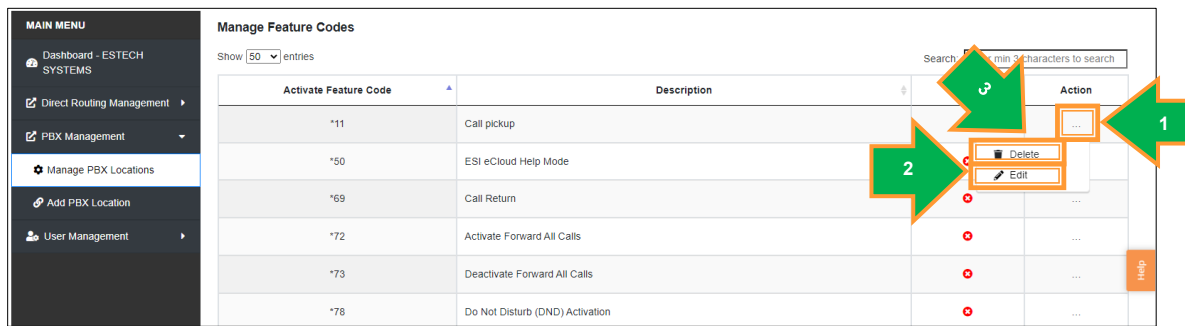 MAIN MENU
Dashboard - ESTECH
SYSTEMS
Direct Routing Management
PBX Management
Manage PBX Locations
Add PBX Location
User Management
Manage Feature Codes
Show 50 entries
Search: min 3 characters to search
Activate Feature Code Description Action
*11 Call pickup ...
*50 ESI eCloud Help Mode
*69 Call Return ...
*72 Activate Forward All Calls ...
*73 Deactivate Forward All Calls ...
*78 Do Not Disturb (DND) Activation ...
Delete
Edit
1
2
3
Help